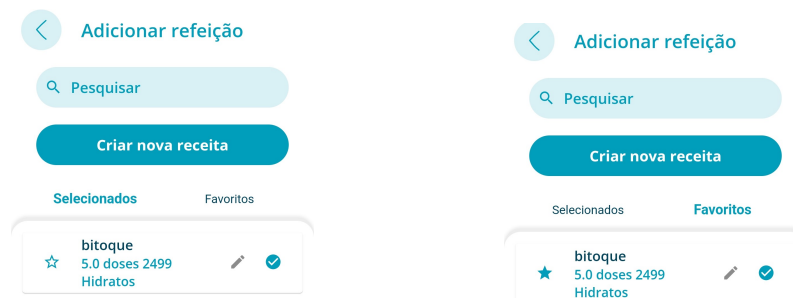 Adicionar refeição
Pesquisar
Criar nova receita
Selecionados Favoritos
bitoque
5.0 doses 2499
Hidratos
Adicionar refeição
Pesquisar
Criar nova receita
Selecionados Favoritos
bitoque
5.0 doses 2499
Hidratos